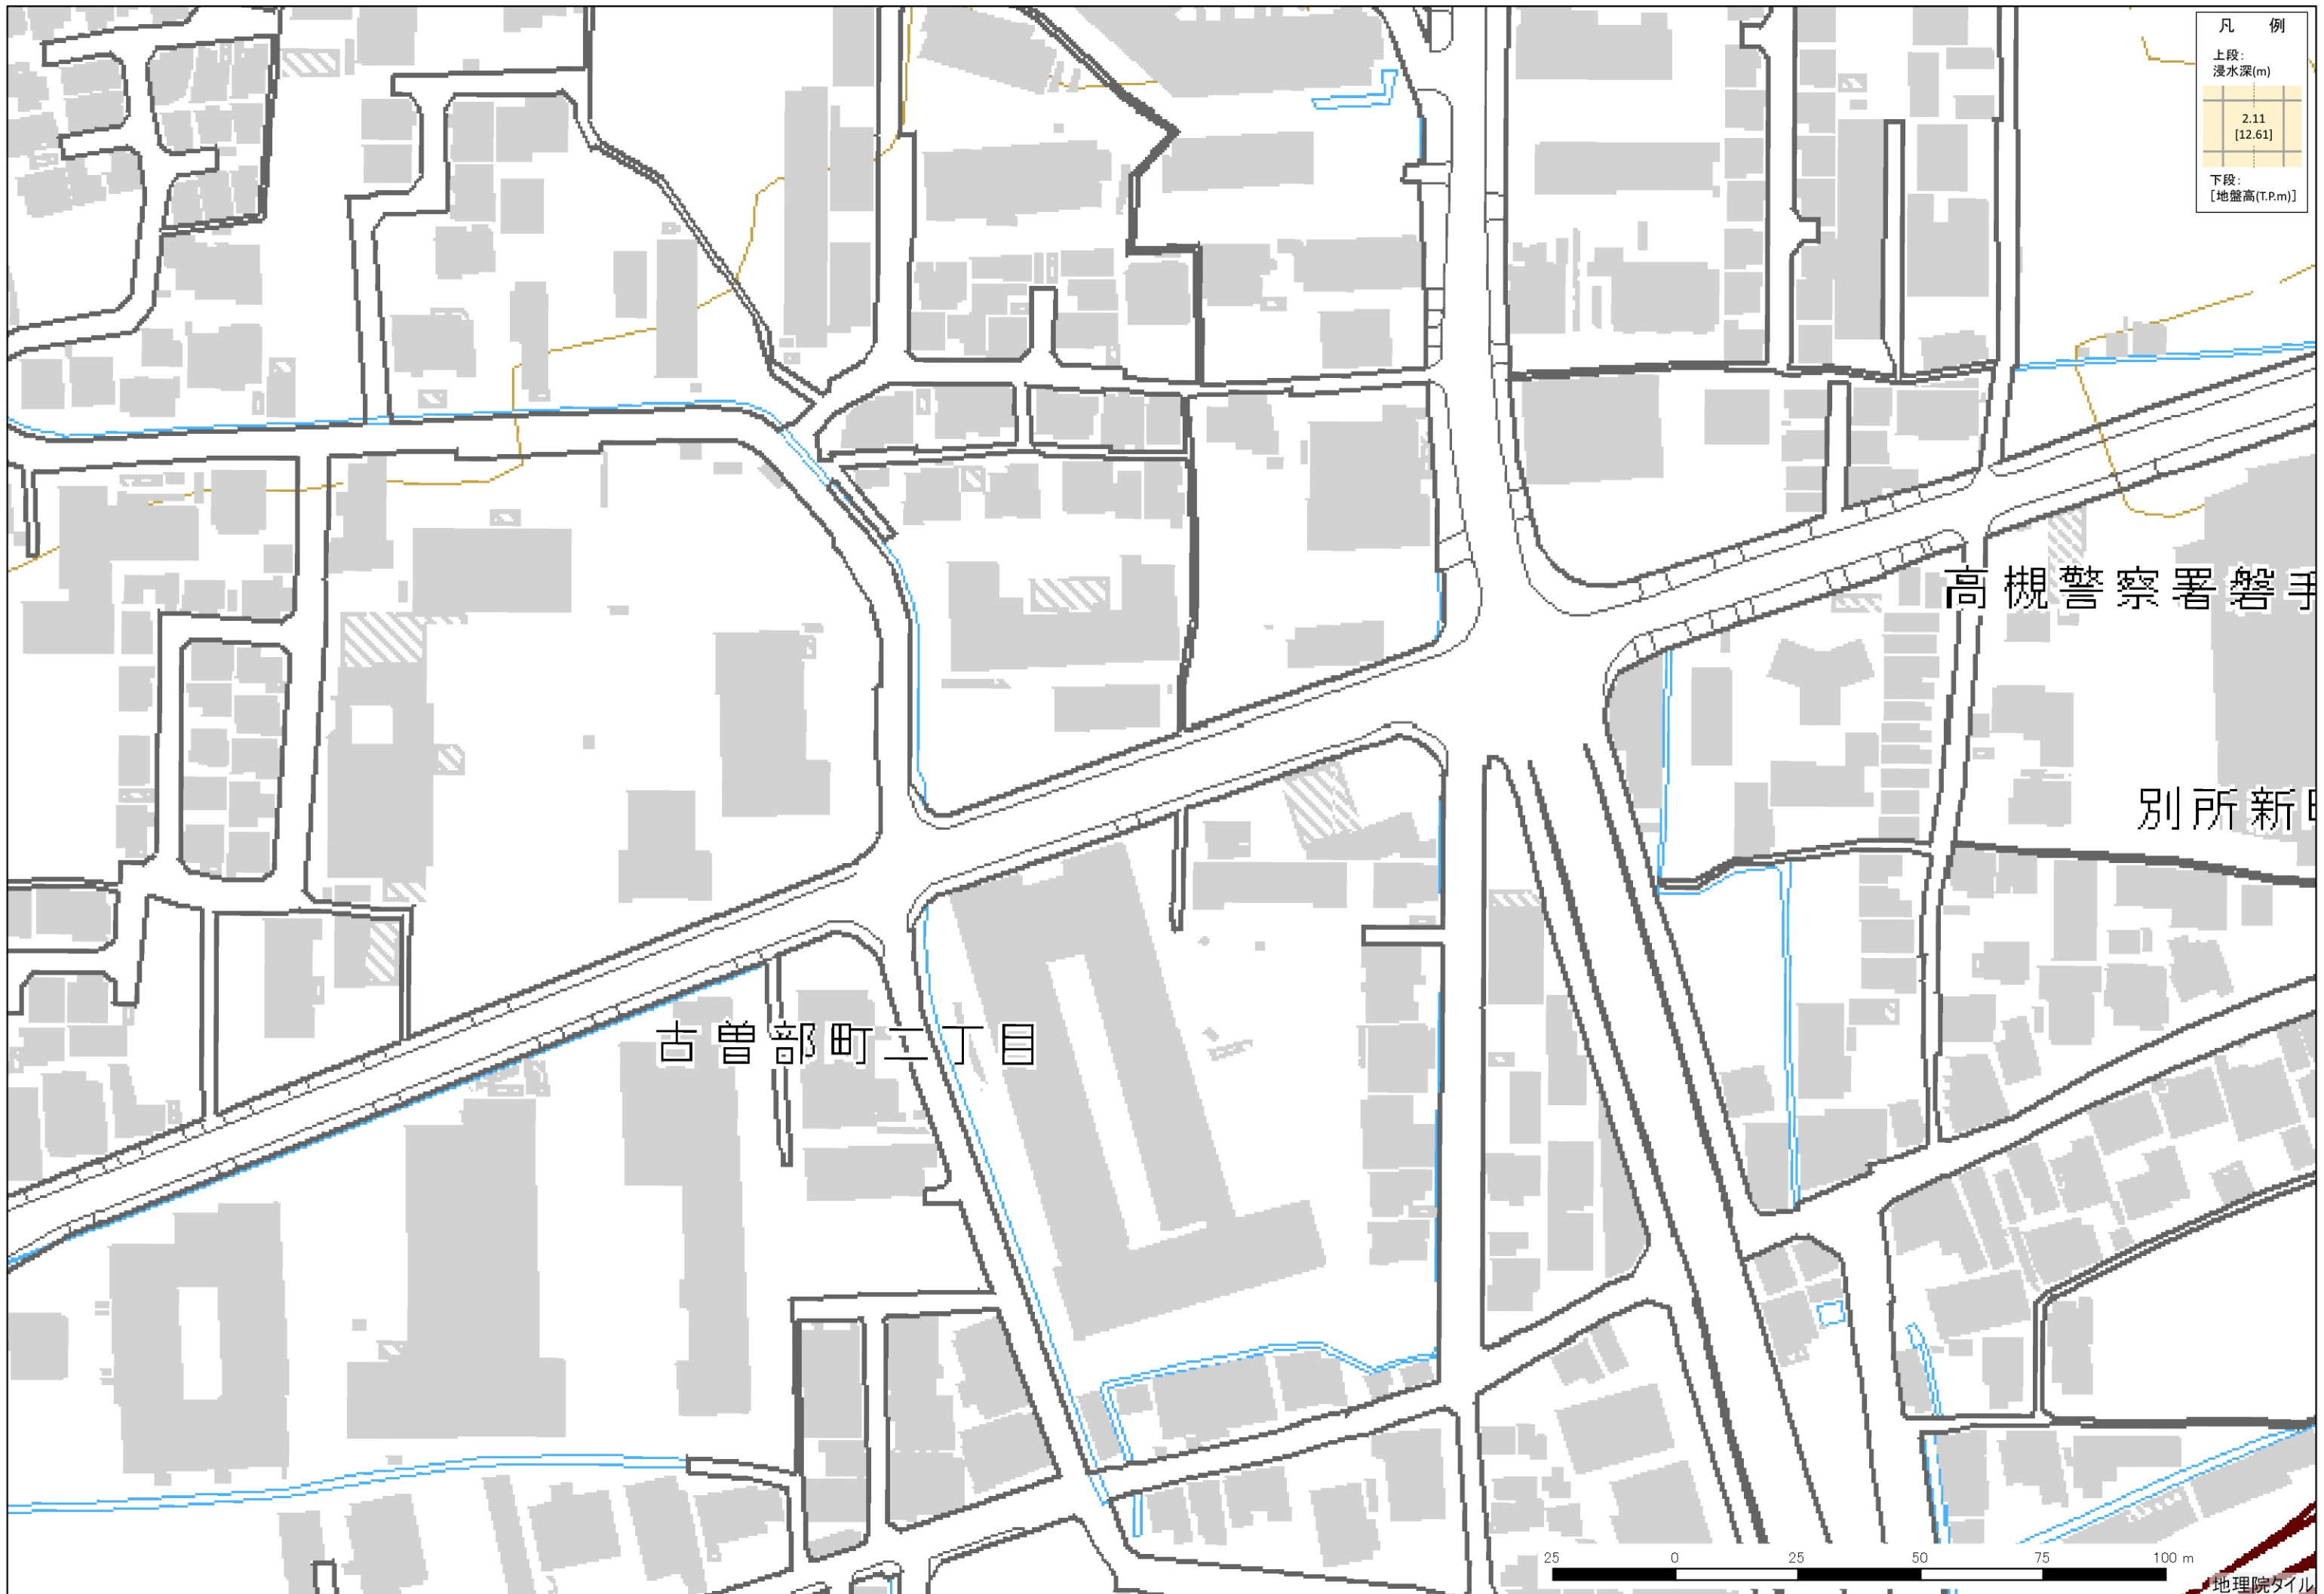 凡 例
上段:
浸水深(m)
2.11
[12.61]
下段:
[地盤高(T.P.m)]
高槻警察署磐手
別所新
古曽部町二丁目
25 0 25 50 75 100 m
地理院タイル